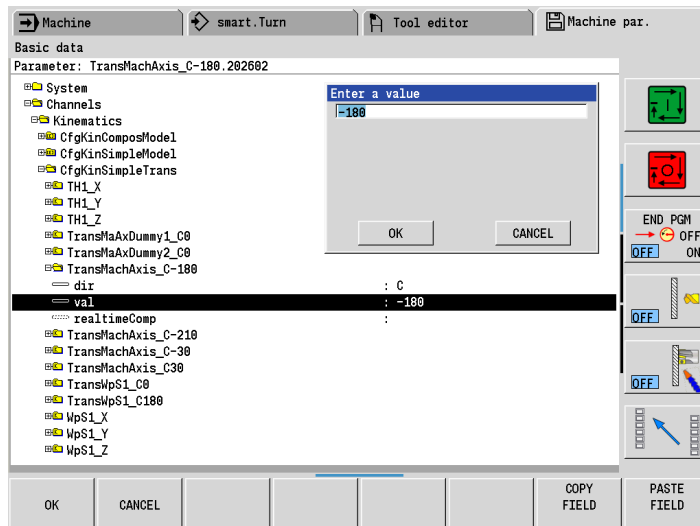 Machine
smart.Turn
Tool editor
Machine par.
Basic data
Parameter: TransMachAxis_C-180.202602
System
Channels
Kinematics
CfgKinComposModel
CfgKinSimpleModel
CfgKinSimpleTrans
TH1_X
TH1_Y
TH1_Z
TransMaAxDummy1_C0
TransMaAxDummy2_C0
TransMachAxis_C-180
dir : C
val : -180
realtimeComp :
TransMachAxis_C-210
TransMachAxis_C-30
TransMachAxis_C30
TransWpS1_C0
TransWpS1_C180
WpS1_X
WpS1_Y
WpS1_Z
Enter a value
-180
OK CANCEL
END PGM
OFF
OFF ON
OFF
OFF
OK
CANCEL
COPY
FIELD
PASTE
FIELD